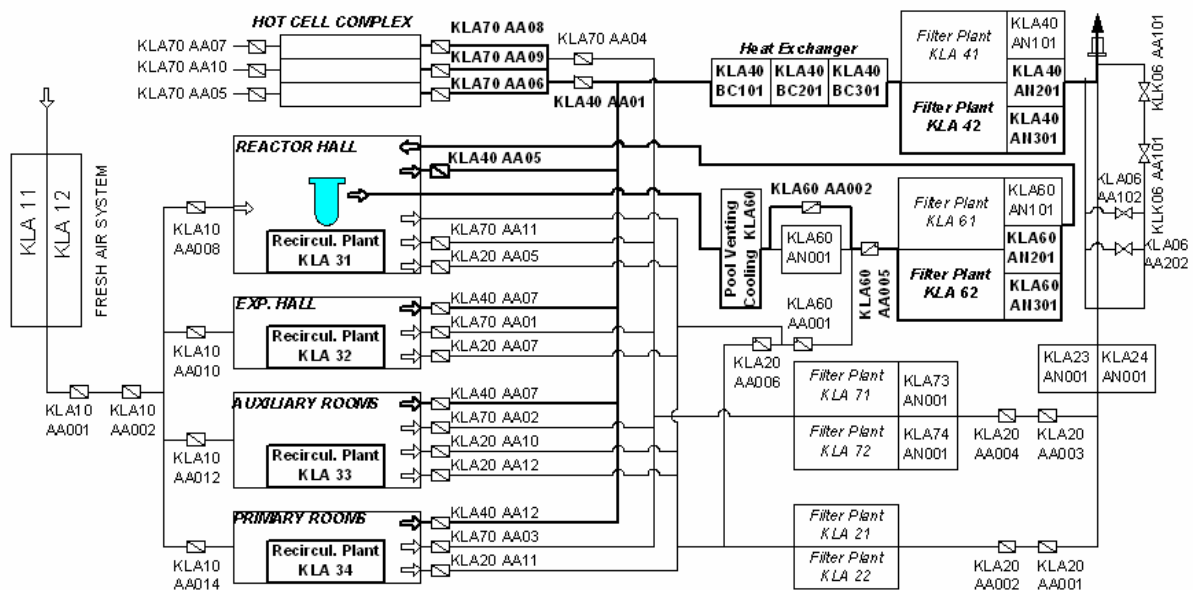 HOT CELL COMPLEX
KLA70 AA07
KLA70 AA10
KLA70 AA05
KLA70 AA08
KLA70 AA09
KLA70 AA06
KLA70 AA04
KLA40 AA01
Heat Exchanger
KLA40
BC101
KLA40
BC201
KLA40
BC301
Filter Plant
KLA 41
Filter Plant
KLA 42
KLA40
AN101
KLA40
AN201
KLA40
AN301
KLK06 AA101
KLK06 AA101
KLA06
AA102
KLA06
AA202
KLA 11
KLA 12
FRESH AIR SYSTEM
KLA10
AA001
KLA10
AA002
KLA10
AA008
KLA10
AA010
KLA10
AA012
KLA10
AA014
REACTOR HALL
Recircul. Plant
KLA 31
KLA40 AA05
KLA70 AA11
KLA20 AA05
EXP. HALL
Recircul. Plant
KLA 32
KLA40 AA07
KLA70 AA01
KLA20 AA07
AUXILIARY ROOMS
Recircul. Plant
KLA 33
KLA40 AA07
KLA70 AA02
KLA20 AA10
KLA20 AA12
PRIMARY ROOMS
Recircul. Plant
KLA 34
KLA40 AA12
KLA70 AA03
KLA20 AA11
Pool Venting
Cooling KLA60
KLA60 AA002
KLA60
AN001
KLA60
AA001
KLA60
AA005
KLA20
AA006
Filter Plant
KLA 61
Filter Plant
KLA 62
KLA60
AN101
KLA60
AN201
KLA60
AN301
KLA23
AN001
KLA24
AN001
Filter Plant
KLA 71
Filter Plant
KLA 72
KLA73
AN001
KLA74
AN001
KLA20
AA004
KLA20
AA003
Filter Plant
KLA 21
Filter Plant
KLA 22
KLA20
AA002
KLA20
AA001